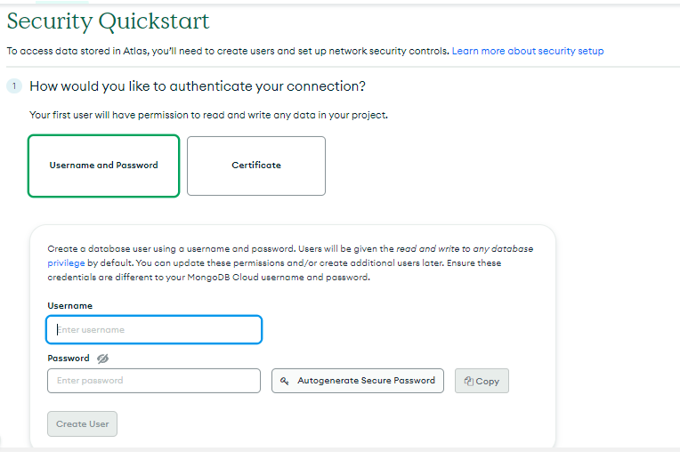 Security Quickstart
To access data stored in Atlas, you'll need to create users and set up network security controls. Learn more about security setup
1 How would you like to authenticate your connection?
Your first user will have permission to read and write any data in your project.
Username and Password Certificate
Create a database user using a username and password. Users will be given the read and write to any database
privilege by default. You can update these permissions and/or create additional users later. Ensure these
credentials are different to your MongoDB Cloud username and password.
Username
Enter username
Password
Enter password Autogenerate Secure Password Copy
Create User